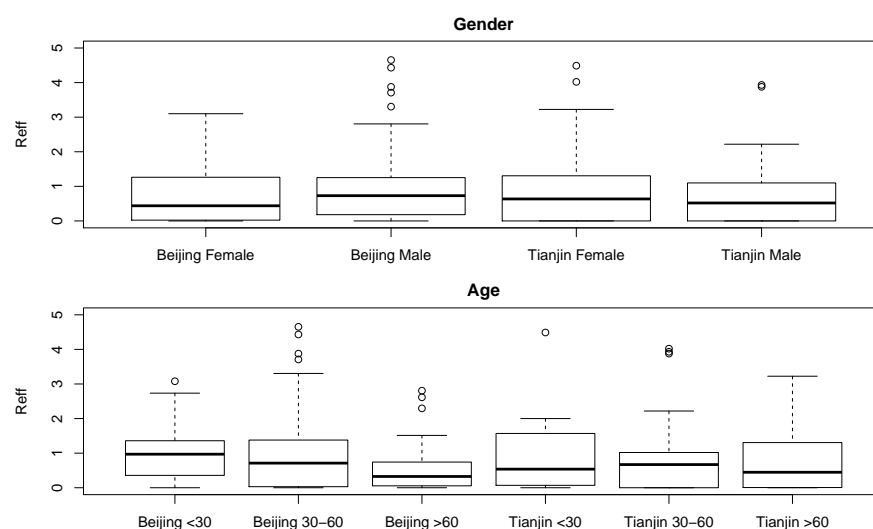 Gender
5
4
3
2
1
0
Reff
Beijing Female Beijing Male Tianjin Female Tianjin Male
Age
5
4
3
2
1
0
Reff
Beijing <30 Beijing 30−60 Beijing >60 Tianjin <30 Tianjin 30−60 Tianjin >60